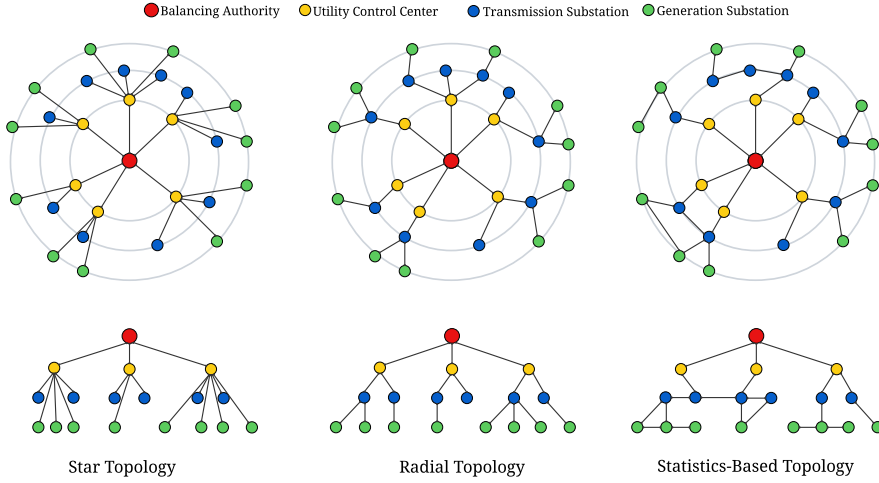 Balancing Authority Utility Control Center Transmission Substation Generation Substation
Star Topology Radial Topology Statistics-Based Topology